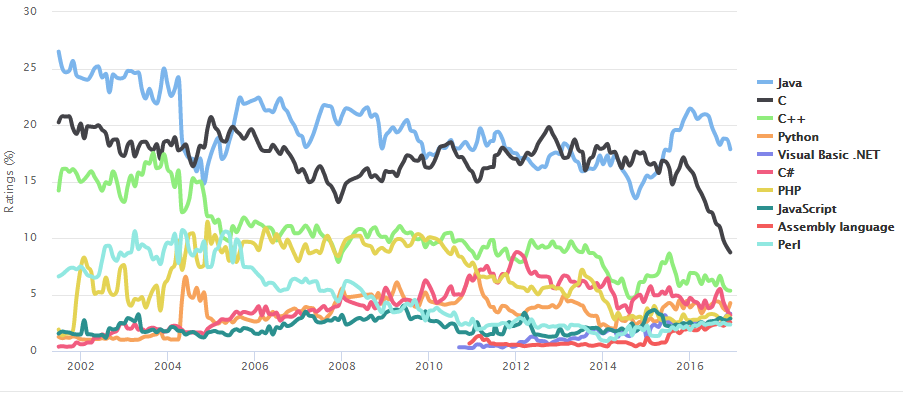 30
25
20
15
10
5
0
Ratings (%)
2002 2004 2006 2008 2010 2012 2014 2016
Java
C
C++
Python
Visual Basic .NET
C#
PHP
JavaScript
Assembly language
Perl